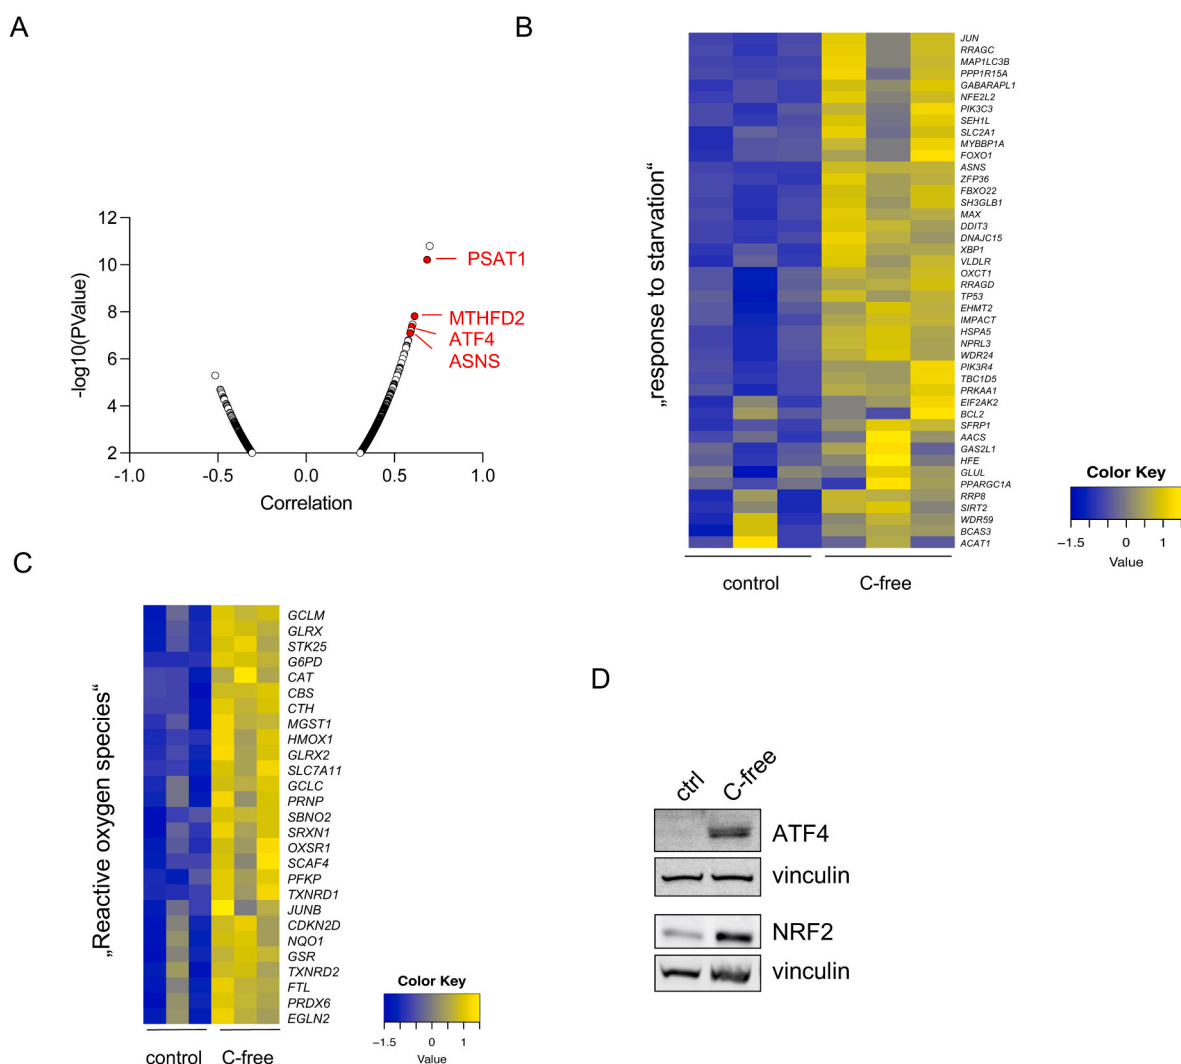 A
12
10
8
6
4
2
-log10(PValue)
-1.0
-0.5
0.0
0.5
1.0
Correlation
PSAT1
MTHFD2
ATF4
ASNS
B
„response to starvation“
JUN
RRAGC
MAP1LC3B
PPP1R15A
GABARAPL1
NFE2L2
PIK3C3
SEH1L
SLC2A1
MYBBP1A
FOXO1
ASNS
ZFP36
FBXO22
SH3GLB1
MAX
DDIT3
DNAJC15
XBP1
VLDLR
OXCT1
RRAGD
TP53
EHMT2
IMPACT
HSPA5
NPRL3
WDR24
PIK3R4
TBC1D5
PRKAA1
EIF2AK2
BCL2
SFRP1
AACS
GAS2L1
HFE
GLUL
PPARGC1A
RRP8
SIRT2
WDR59
BCAS3
ACAT1
control
C-free
Color Key
−1.5
0
1
Value
C
„Reactive oxygen species“
GCLM
GLRX
STK25
G6PD
CAT
CBS
CTH
MGST1
HMOX1
GLRX2
SLC7A11
GCLC
PRNP
SBNO2
SRXN1
OXSR1
SCAF4
PFKP
TXNRD1
JUNB
CDKN2D
NQO1
GSR
TXNRD2
FTL
PRDX6
EGLN2
control
C-free
Color Key
−1.5
0
1
Value
D
ctrl
C-free
ATF4
vinculin
NRF2
vinculin